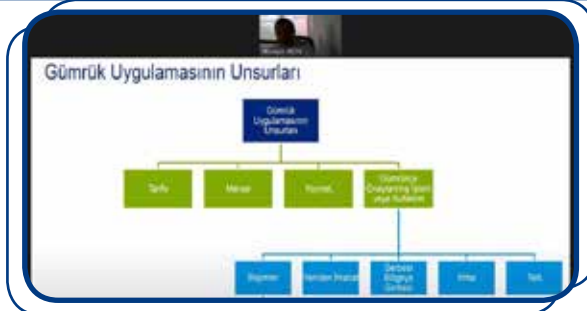 Gümrük Uygulamasının Unsurları
Gümrük
Uygulamasının
Unsurları
Tarife
Menşe
Kıymet
Gümrükçe
Onaylanmış İşlem
veya Kullanım
Rejimler
Yeniden İhracat
Serbest
Bölgeye
Girmesi
İmha
Terk